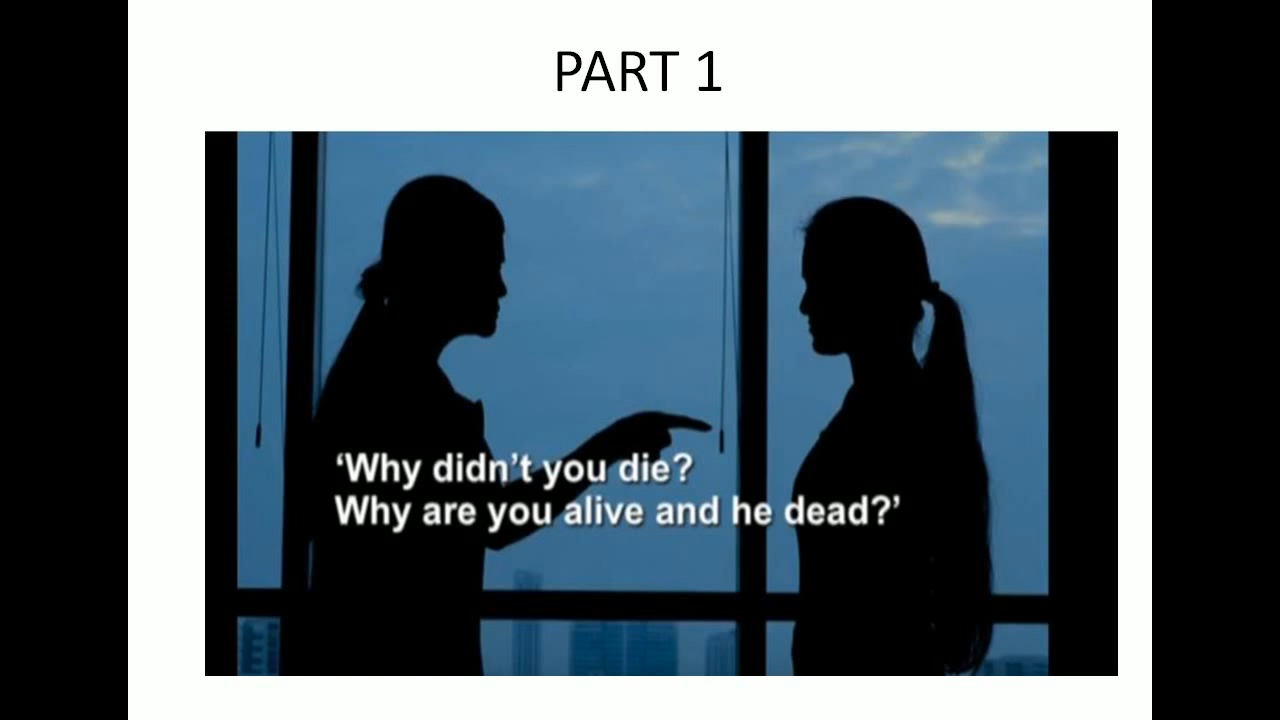 PART 1
‘Why didn’t you die?
Why are you alive and he dead?’